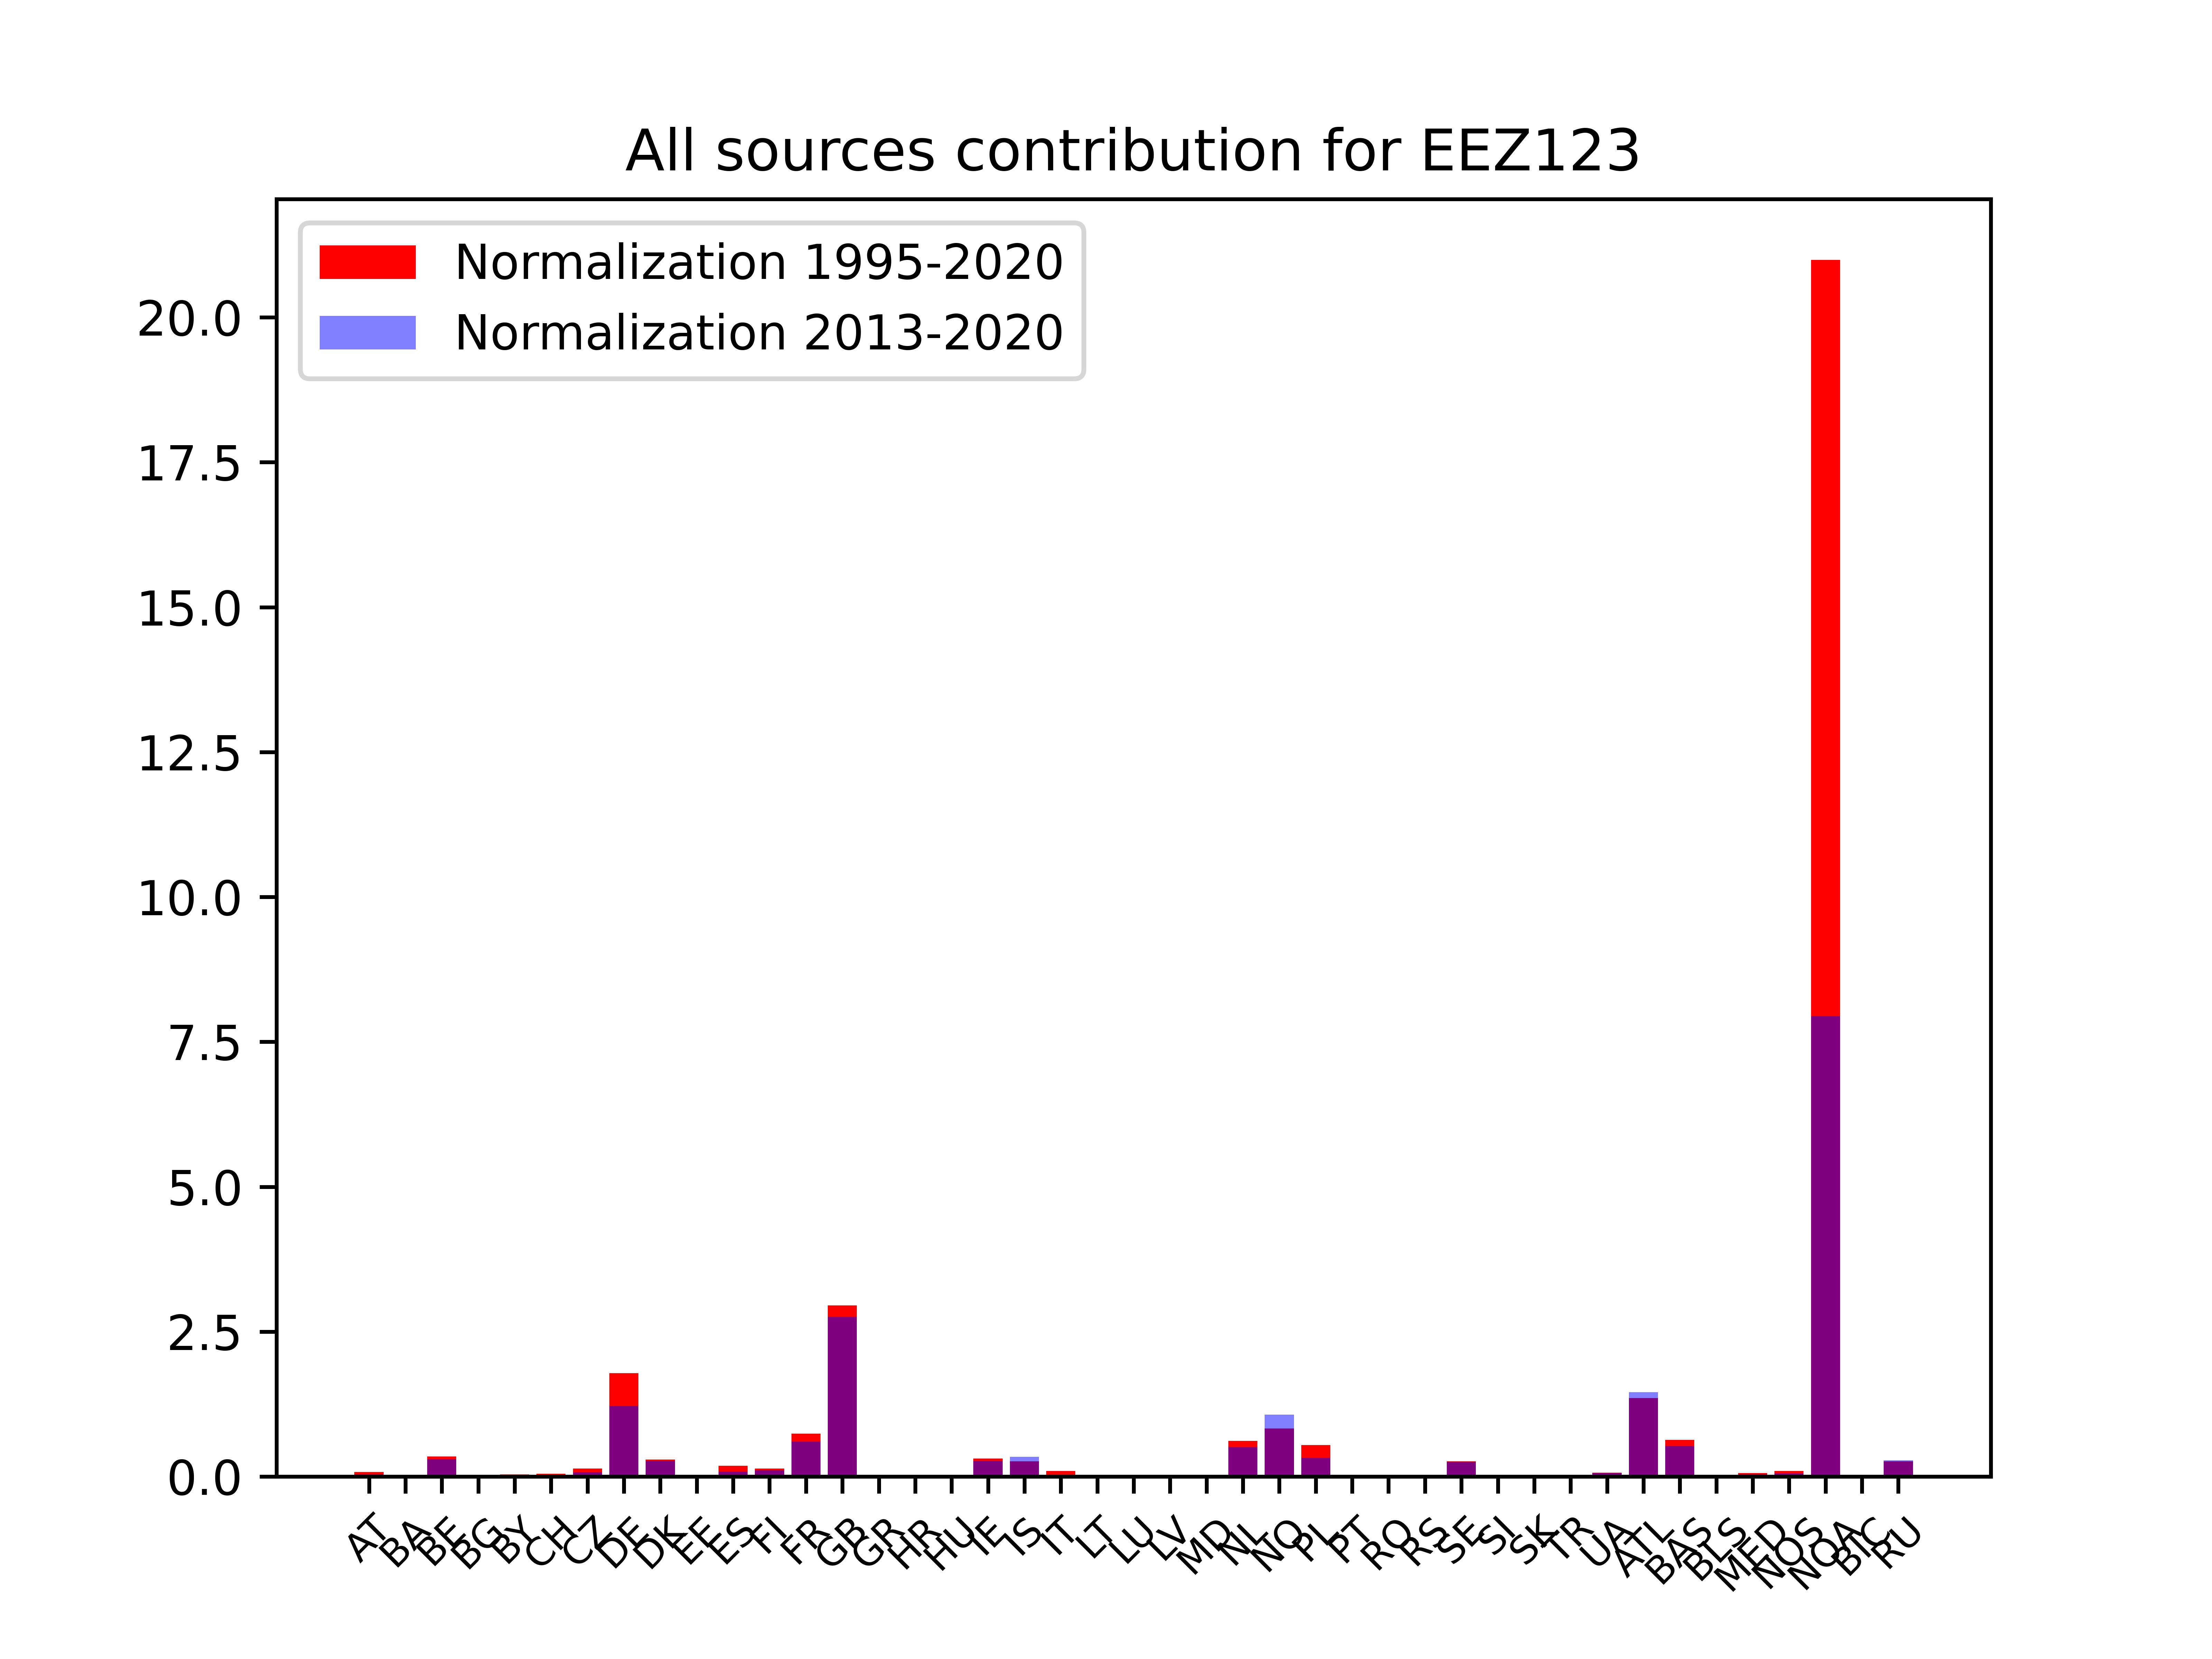 All sources contribution for EEZ123
Normalization 1995-2020
Normalization 2013-2020
20.0
17.5
15.0
12.5
10.0
7.5
5.0
2.5
0.0
AT
BA
BE
BG
BY
CH
CZ
DE
DK
EE
ES
FI
FR
GB
GR
HR
HU
IE
IS
IT
LT
LU
LV
MD
NL
NO
PL
PT
RO
RS
SE
SI
SK
TR
UA
ATL
BAS
BLS
MED
NOS
NOA
BIC
RU